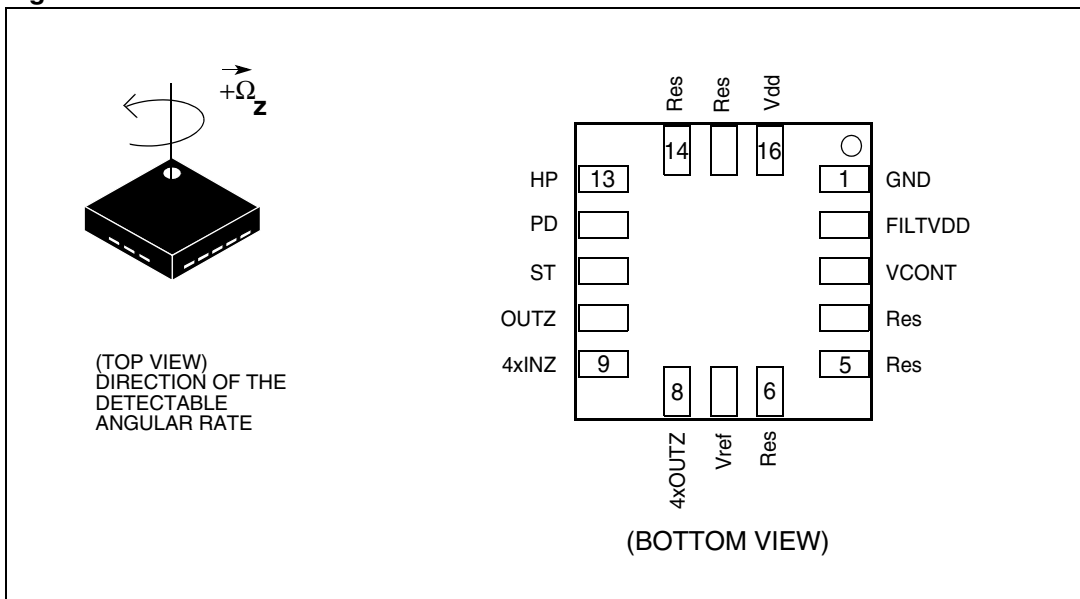 +Ω
z
(TOP VIEW)
DIRECTION OF THE
DETECTABLE
ANGULAR RATE
Res
Res
Vdd
14
16
HP
13
1
GND
PD
FILTVDD
ST
VCONT
OUTZ
Res
4xINZ
9
5
Res
8
6
4xOUTZ
Vref
Res
(BOTTOM VIEW)